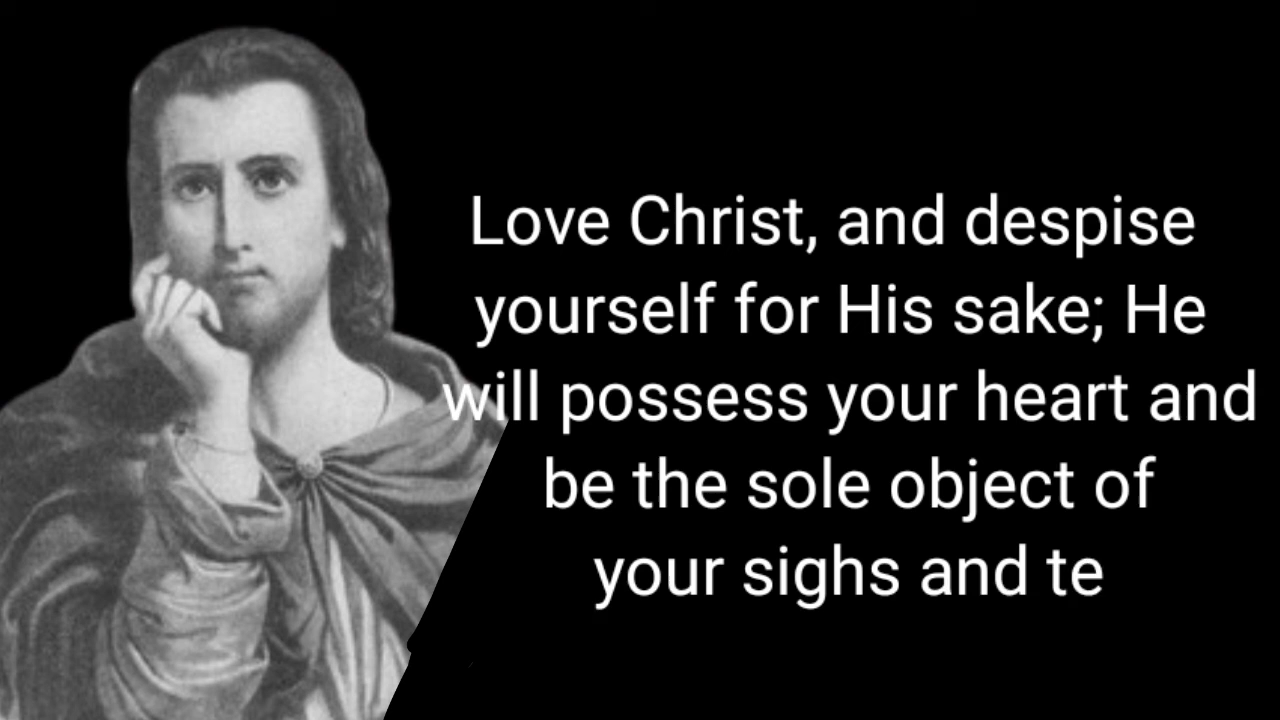 Love Christ, and despise
yourself for His sake; He
will possess your heart and
be the sole object of
your sighs and te